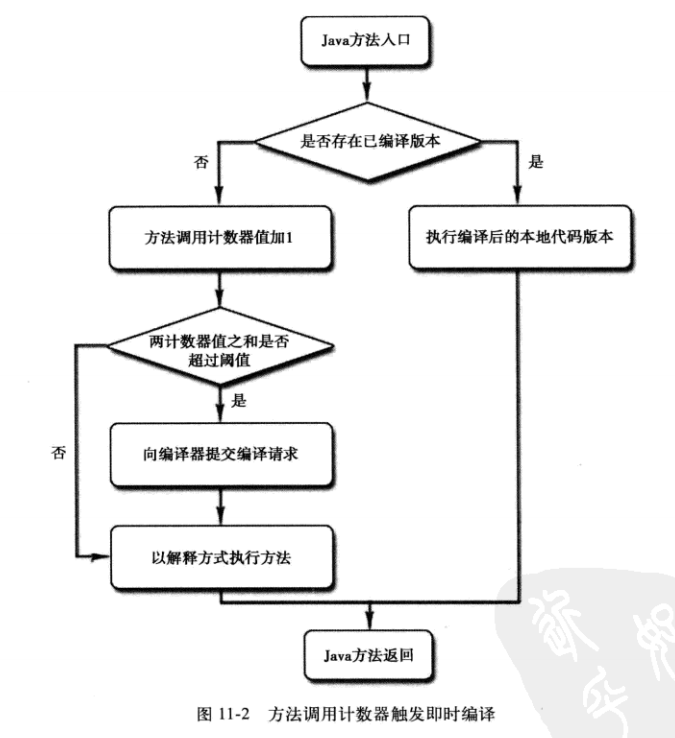 Java方法入口
是否存在已编译版本
否
是
方法调用计数器值加1
执行编译后的本地代码版本
两计数器值之和是否
超过阈值
是
否
向编译器提交编译请求
以解释方式执行方法
Java方法返回
图 11-2 方法调用计数器触发即时编译